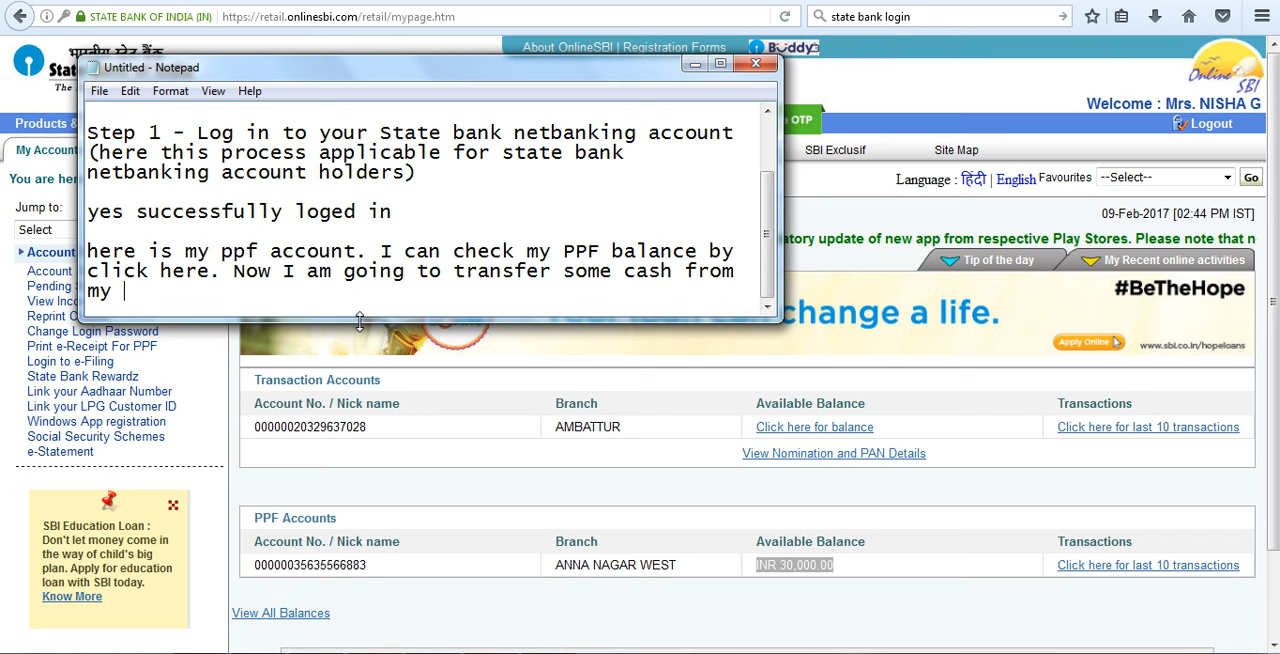 STATE BANK OF INDIA (IN) https://retail.onlinesbi.com/retail/mypage.htm state bank login
भारतीय स्टेट बैंक
Stat
The
About OnlineSBI | Registration Forms Buddy
Online SBI
Welcome : Mrs. NISHA G
Logout
Untitled - Notepad
File Edit Format View Help
Step 1 - Log in to your State bank netbanking account
(here this process applicable for state bank
netbanking account holders)
yes successfully loged in
here is my ppf account. I can check my PPF balance by
click here. Now I am going to transfer some cash from
my
Products &
e OTP
My Account
SBI Exclusif Site Map
You are her
Language : हिंदी | English Favourites --Select-- Go
Jump to:
Select
09-Feb-2017 [02:44 PM IST]
atory update of new app from respective Play Stores. Please note that n
Tip of the day My Recent online activities
Account
Account
Pending
View Inco
Reprint C
Change Login Password
Print e-Receipt For PPF
Login to e-Filing
State Bank Rewardz
Link your Aadhaar Number
Link your LPG Customer ID
Windows App registration
Social Security Schemes
e-Statement
#BeTheHope
change a life.
Apply Online
www.sbi.co.in/hopeloans
Transaction Accounts
Account No. / Nick name Branch Available Balance Transactions
00000020329637028 AMBATTUR Click here for balance Click here for last 10 transactions
View Nomination and PAN Details
PPF Accounts
Account No. / Nick name Branch Available Balance Transactions
00000035635566883 ANNA NAGAR WEST INR 30,000.00 Click here for last 10 transactions
View All Balances
SBI Education Loan :
Don't let money come in
the way of child's big
plan. Apply for education
loan with SBI today.
Know More